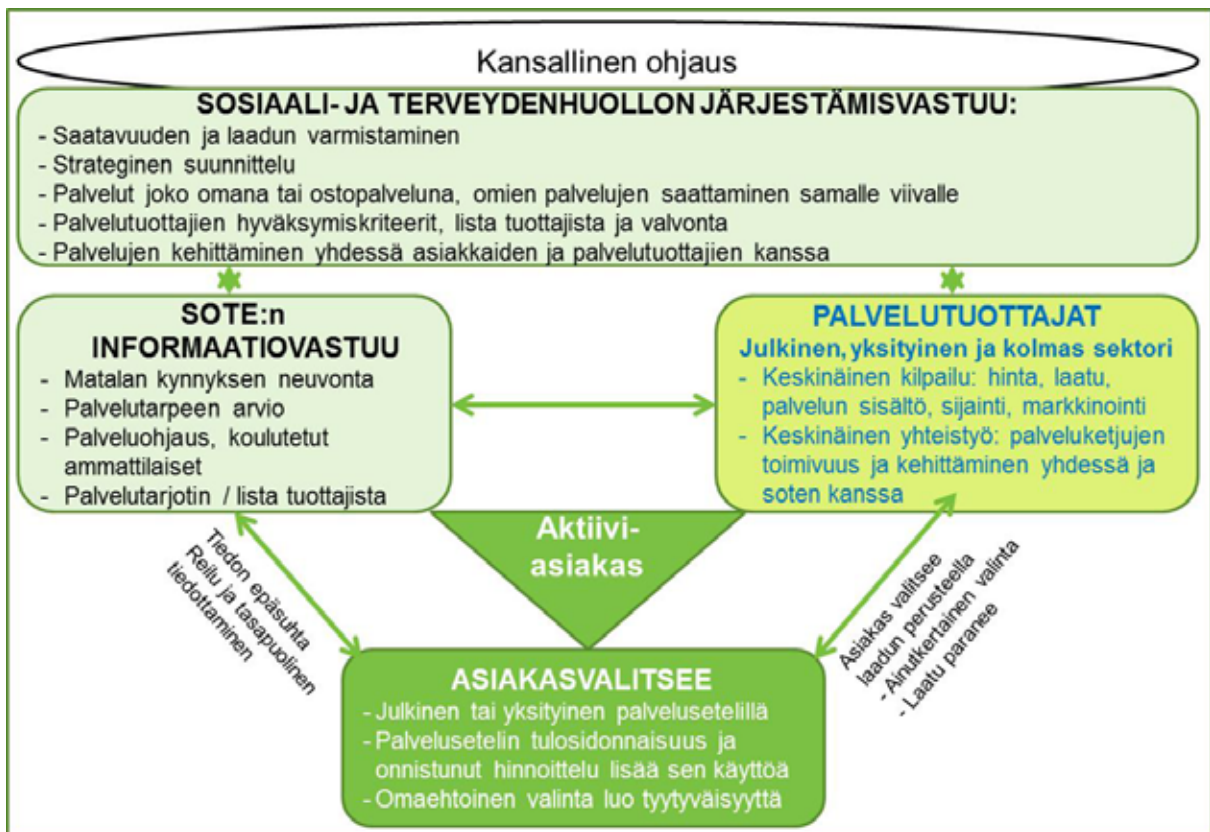 Kansallinen ohjaus
SOSIAALI- JA TERVEYDENHUOLLON JÄRJESTÄMISVASTUU:
- Saatavuuden ja laadun varmistaminen
- Strateginen suunnittelu
- Palvelut joko omana tai ostopalveluna, omien palvelujen saattaminen samalle viivalle
- Palvelutuottajien hyväksymiskriteerit, lista tuottajista ja valvonta
- Palvelujen kehittäminen yhdessä asiakkaiden ja palvelutuottajien kanssa
SOTE:n
INFORMAATIOVASTUU
- Matalan kynnyksen neuvonta
- Palvelutarpeen arvio
- Palveluohjaus, koulutetut
ammattilaiset
- Palvelutarjotin / lista tuottajista
PALVELUTUOTTAJAT
Julkinen, yksityinen ja kolmas sektori
- Keskinäinen kilpailu: hinta, laatu,
palvelun sisältö, sijainti, markkinointi
- Keskinäinen yhteistyö: palveluketjujen
toimivuus ja kehittäminen yhdessä ja
soten kanssa
Aktiivi-
asiakas
Tiedon epäsuhta
Reilu ja tasapuolinen
tiedottaminen
Asiakas valitsee
laadun perusteella
- Ainutkertainen valinta
- Laatu paranee
ASIAKASVALITSEE
- Julkinen tai yksityinen palvelusetelillä
- Palvelusetelin tulosidonnaisuus ja
onnistunut hinnoittelu lisää sen käyttöä
- Omaehtoinen valinta luo tyytyväisyyttä